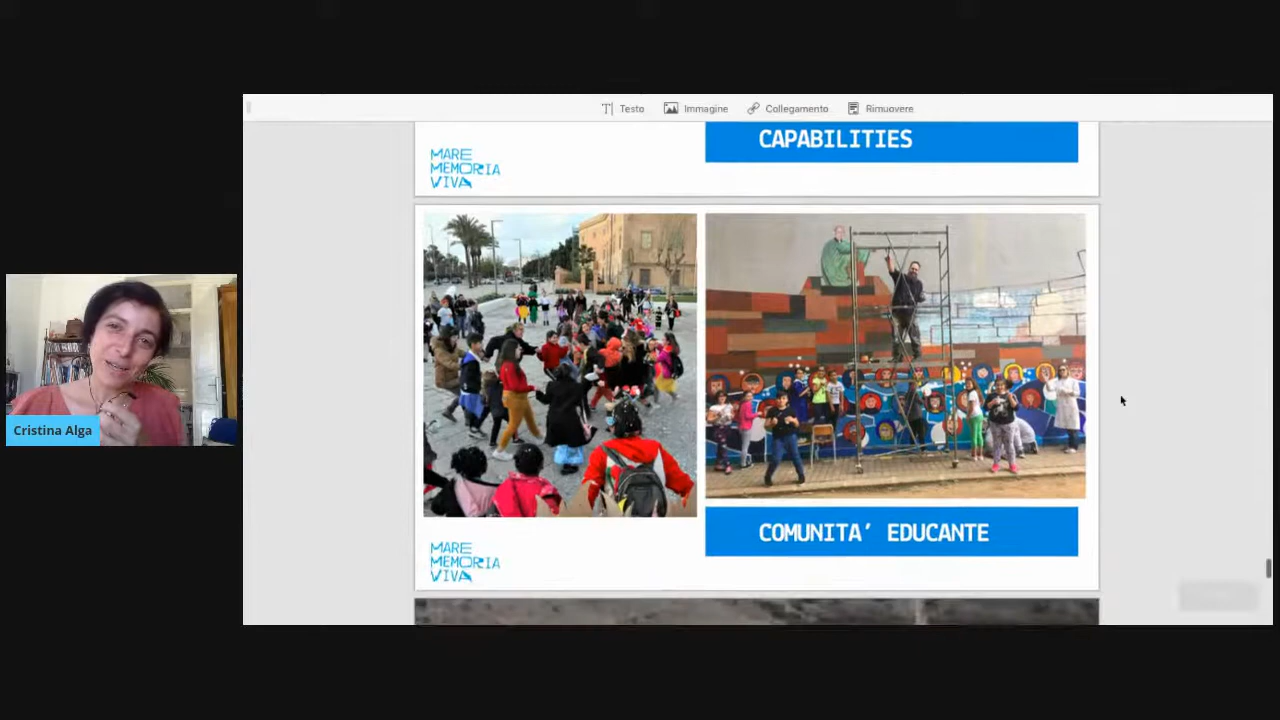 Testo Immagine Collegamento Rimuovere
CAPABILITIES
MARE
MEMORIA
VIVA
COMUNITA’ EDUCANTE
MARE
MEMORIA
VIVA
Cristina Alga